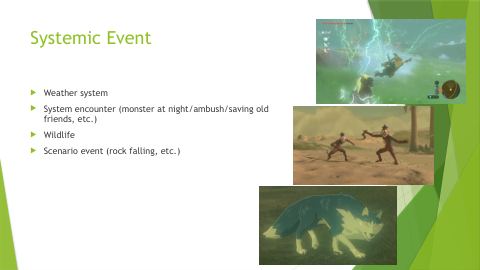 Systemic Event
Weather system
System encounter (monster at night/ambush/saving old
friends, etc.)
Wildlife
Scenario event (rock falling, etc.)